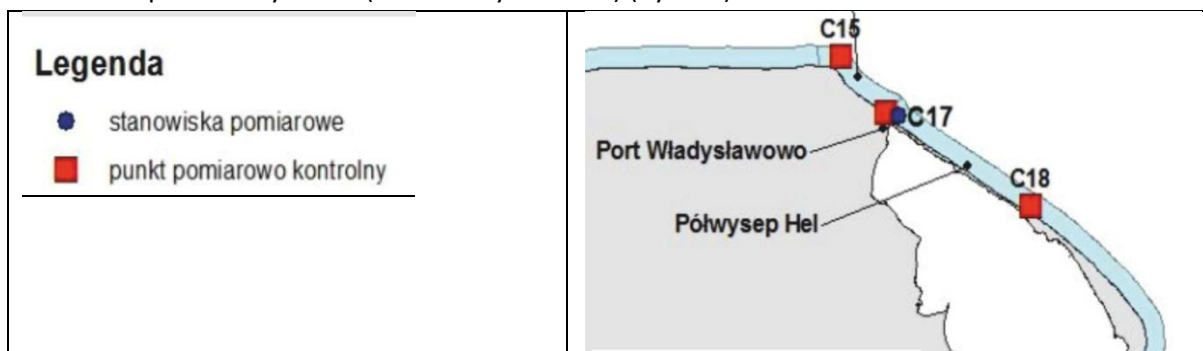 Legenda
stanowiska pomiarowe
punkt pomiarowo kontrolny
C15
C17
Port Władysławowo
C18
Półwysep Hel